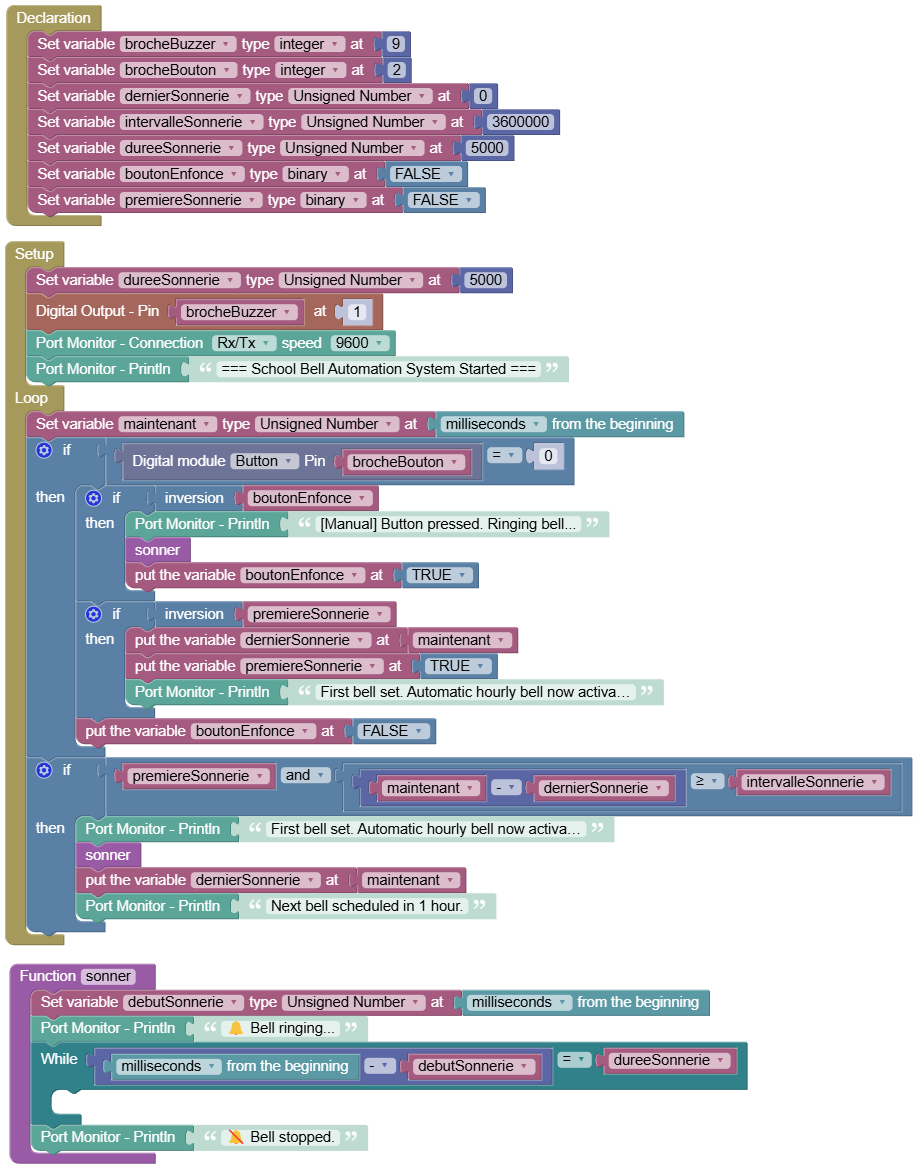 Declaration
Set variable brocheBuzzer type integer at 9
Set variable brocheBouton type integer at 2
Set variable dernierSonnerie type Unsigned Number at 0
Set variable intervalleSonnerie type Unsigned Number at 3600000
Set variable dureeSonnerie type Unsigned Number at 5000
Set variable boutonEnfonce type binary at FALSE
Set variable premiereSonnerie type binary at FALSE
Setup
Set variable dureeSonnerie type Unsigned Number at 5000
Digital Output - Pin brocheBuzzer at 1
Port Monitor - Connection Rx/Tx speed 9600
Port Monitor - Println “ === School Bell Automation System Started === ”
Loop
Set variable maintenant type Unsigned Number at milliseconds from the beginning
if Digital module Button Pin brocheBouton = 0
then if inversion boutonEnfonce
then Port Monitor - Println “ [Manual] Button pressed. Ringing bell... ”
sonner
put the variable boutonEnfonce at TRUE
if inversion premiereSonnerie
then put the variable dernierSonnerie at maintenant
put the variable premiereSonnerie at TRUE
Port Monitor - Println “ First bell set. Automatic hourly bell now activa… ”
put the variable boutonEnfonce at FALSE
if premiereSonnerie and maintenant - dernierSonnerie ≥ intervalleSonnerie
then Port Monitor - Println “ First bell set. Automatic hourly bell now activa… ”
sonner
put the variable dernierSonnerie at maintenant
Port Monitor - Println “ Next bell scheduled in 1 hour. ”
Function sonner
Set variable debutSonnerie type Unsigned Number at milliseconds from the beginning
Port Monitor - Println “ 🔔 Bell ringing... ”
While milliseconds from the beginning - debutSonnerie = dureeSonnerie
Port Monitor - Println “ 🔕 Bell stopped. ”